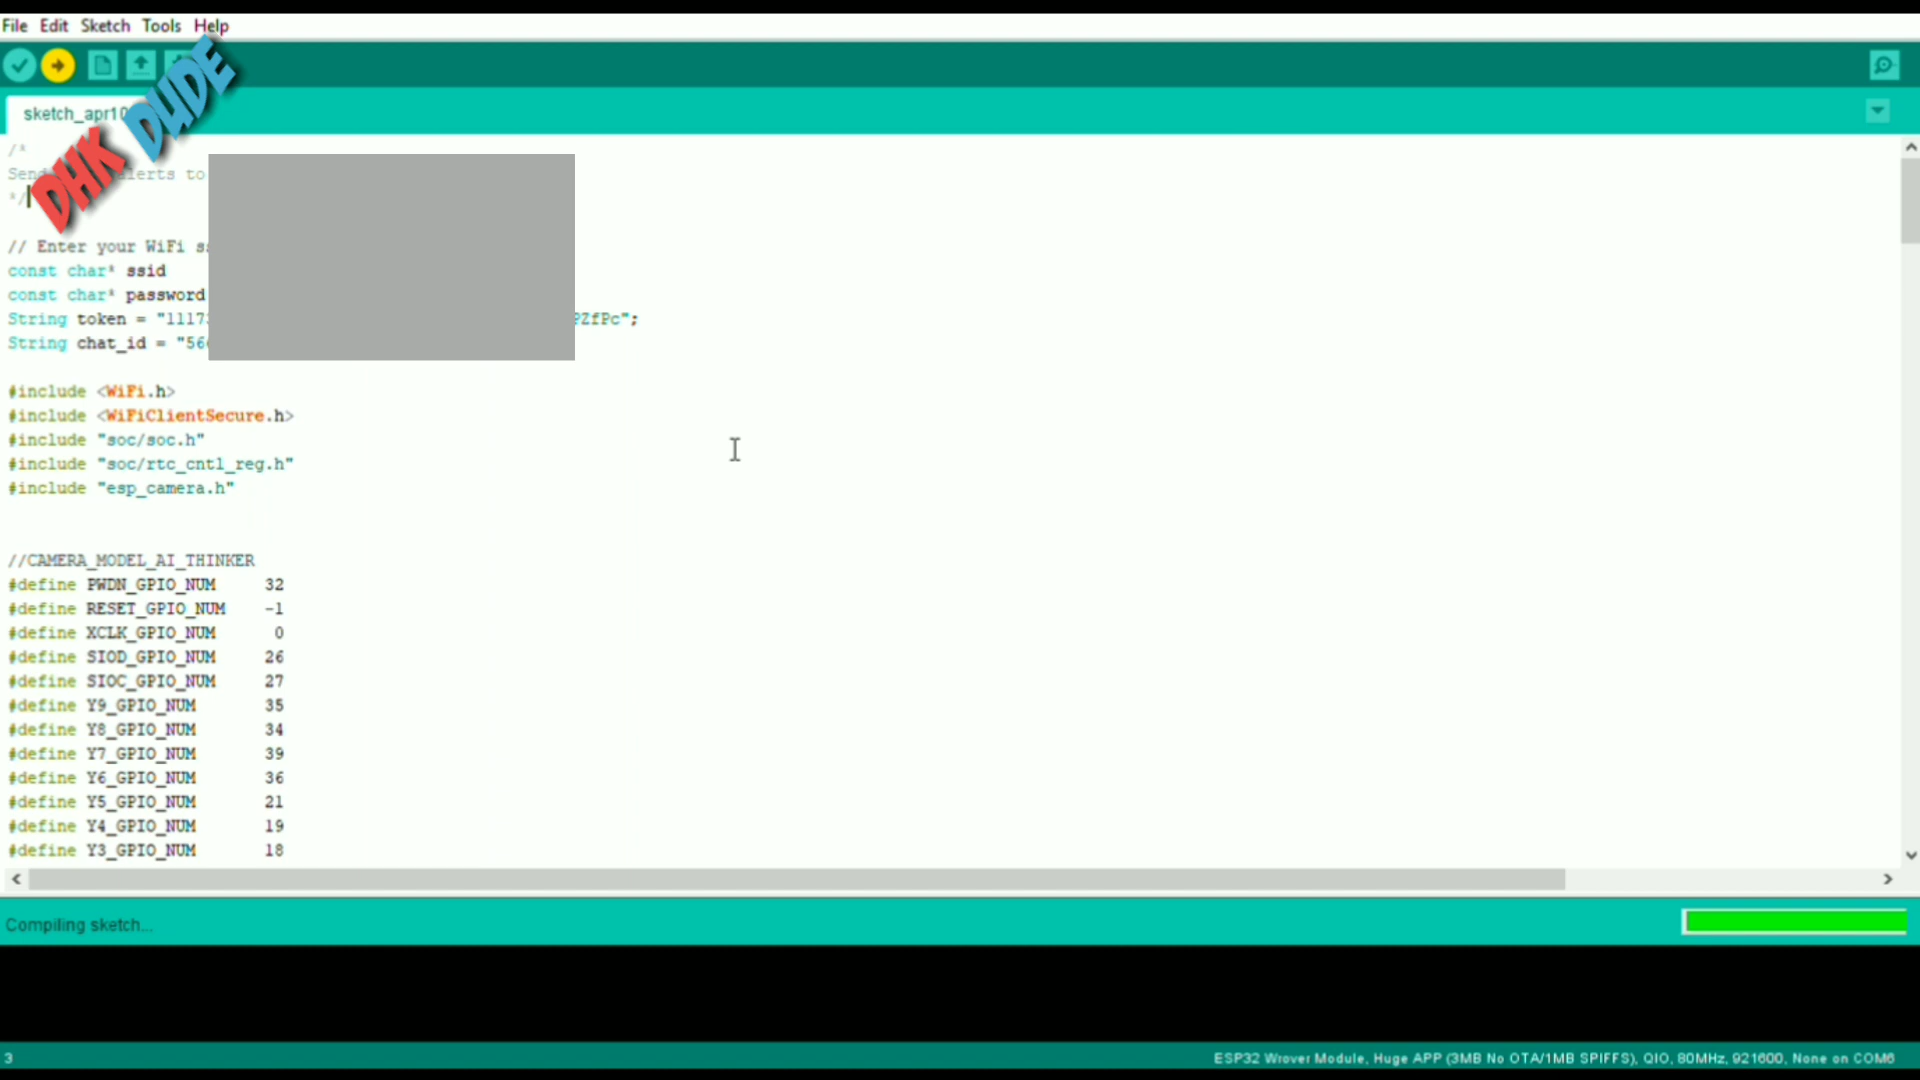 File Edit Sketch Tools Help
DHK DUDE
sketch_apr10
/*
alerts to
*/
// Enter your WiFi
const char* ssid
const char* password
String token = "1117 PZfPc";
String chat_id = "56
#include <WiFi.h>
#include <WiFiClientSecure.h>
#include "soc/soc.h"
#include "soc/rtc_cntl_reg.h"
#include "esp_camera.h"
//CAMERA_MODEL_AI_THINKER
#define PWDN_GPIO_NUM 32
#define RESET_GPIO_NUM -1
#define XCLK_GPIO_NUM 0
#define SIOD_GPIO_NUM 26
#define SIOC_GPIO_NUM 27
#define Y9_GPIO_NUM 35
#define Y8_GPIO_NUM 34
#define Y7_GPIO_NUM 39
#define Y6_GPIO_NUM 36
#define Y5_GPIO_NUM 21
#define Y4_GPIO_NUM 19
#define Y3_GPIO_NUM 18
Compiling sketch...
3
ESP32 Wrover Module, Huge APP (3MB No OTA/1MB SPIFFS), QIO, 80MHz, 921600, None on COM6